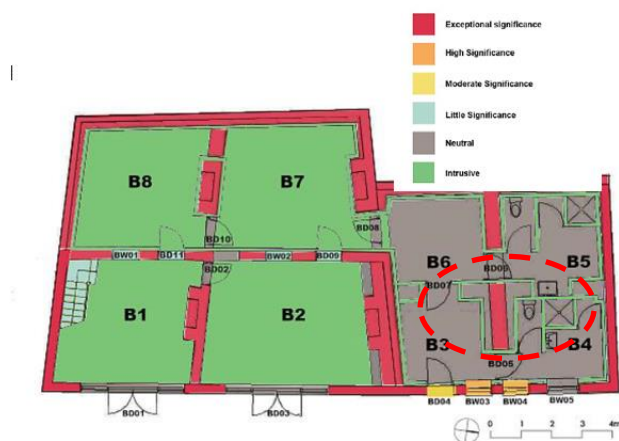 Exceptional significance
High Significance
Moderate Significance
Little Significance
Neutral
Intrusive
B8
B7
BD10
BD08
BW01
BD11
BD02
BW02
BD09
B6
B5
BD07
B1
B2
B3
B4
BD05
BD01
BD03
BD04
BW03
BW04
BW05
0 1 2 3 4m